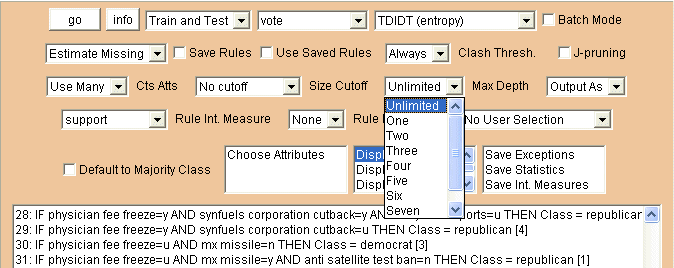 go info Train and Test vote TDIDT (entropy) Batch Mode
Estimate Missing Save Rules Use Saved Rules Always Clash Thresh. J-pruning
Use Many Cts Atts No cutoff Size Cutoff Unlimited Max Depth Output As
Unlimited
One
Two
Three
Four
Five
Six
Seven
support Rule Int. Measure None Rule No User Selection
Default to Majority Class
Choose Attributes
Save Exceptions
Save Statistics
Save Int. Measures
28: IF physician fee freeze=y AND synfuels corporation cutback=y =u THEN Class = republican
29: IF physician fee freeze=y AND synfuels corporation cutback=u THEN Class = republican [4]
30: IF physician fee freeze=u AND mx missile=n THEN Class = democrat [3]
31: IF physician fee freeze=u AND mx missile=y AND anti satellite test ban=n THEN Class = republican [1]